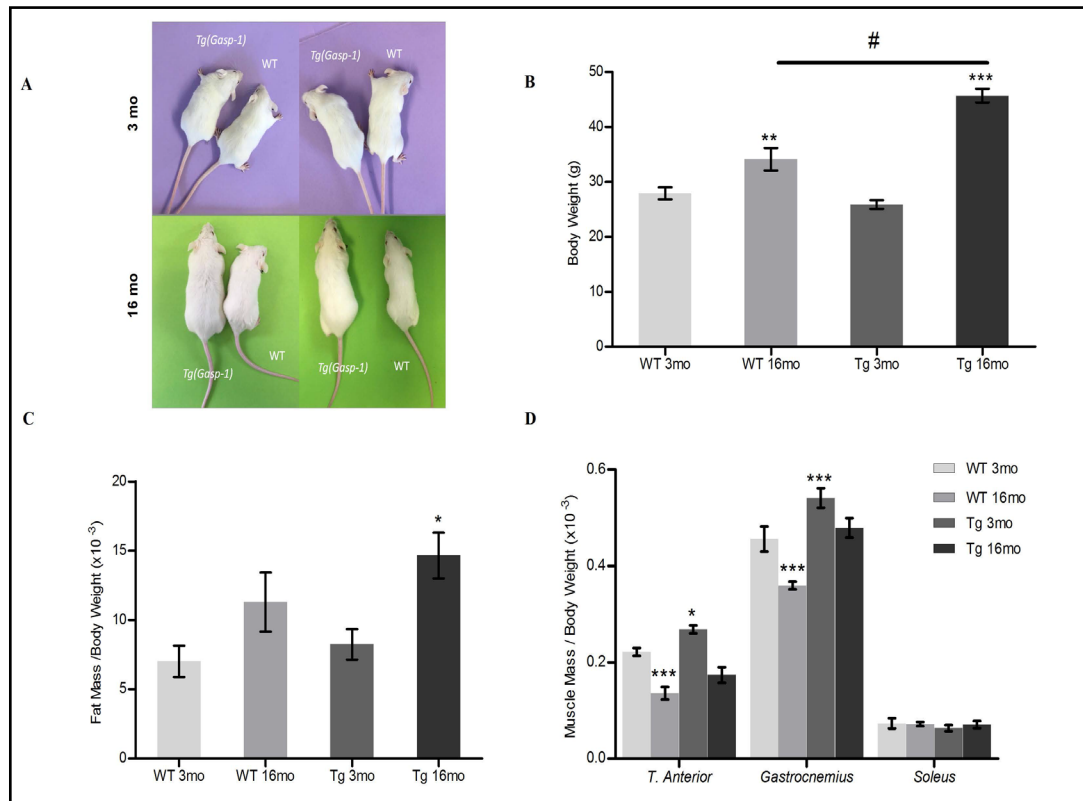 A
Tg(Gasp-1)
WT
Tg(Gasp-1)
WT
3 mo
16 mo
Tg(Gasp-1)
WT
Tg(Gasp-1)
WT
B
#
Body Weight (g)
50
40
30
20
10
0
**
***
WT 3mo WT 16mo Tg 3mo Tg 16mo
C
Fat Mass /Body Weight (x10 -3)
20
15
10
5
0
*
WT 3mo WT 16mo Tg 3mo Tg 16mo
D
Muscle Mass / Body Weight (x10 -3)
0.6
0.4
0.2
0.0
***
*
***
***
WT 3mo
WT 16mo
Tg 3mo
Tg 16mo
T. Anterior Gastrocnemius Soleus